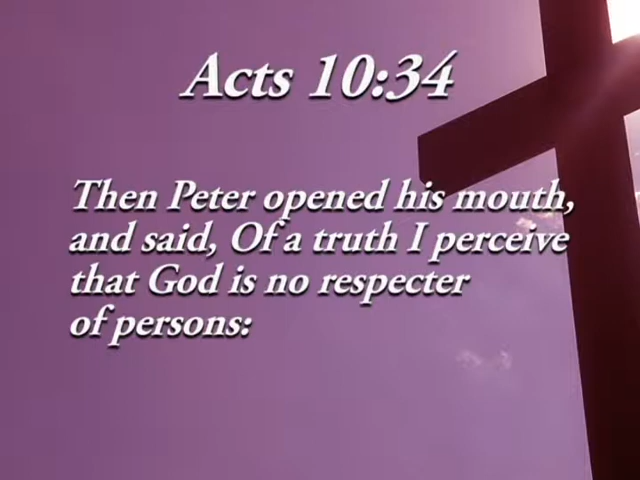 Acts 10:34
Then Peter opened his mouth,
and said, Of a truth I perceive
that God is no respecter
of persons: